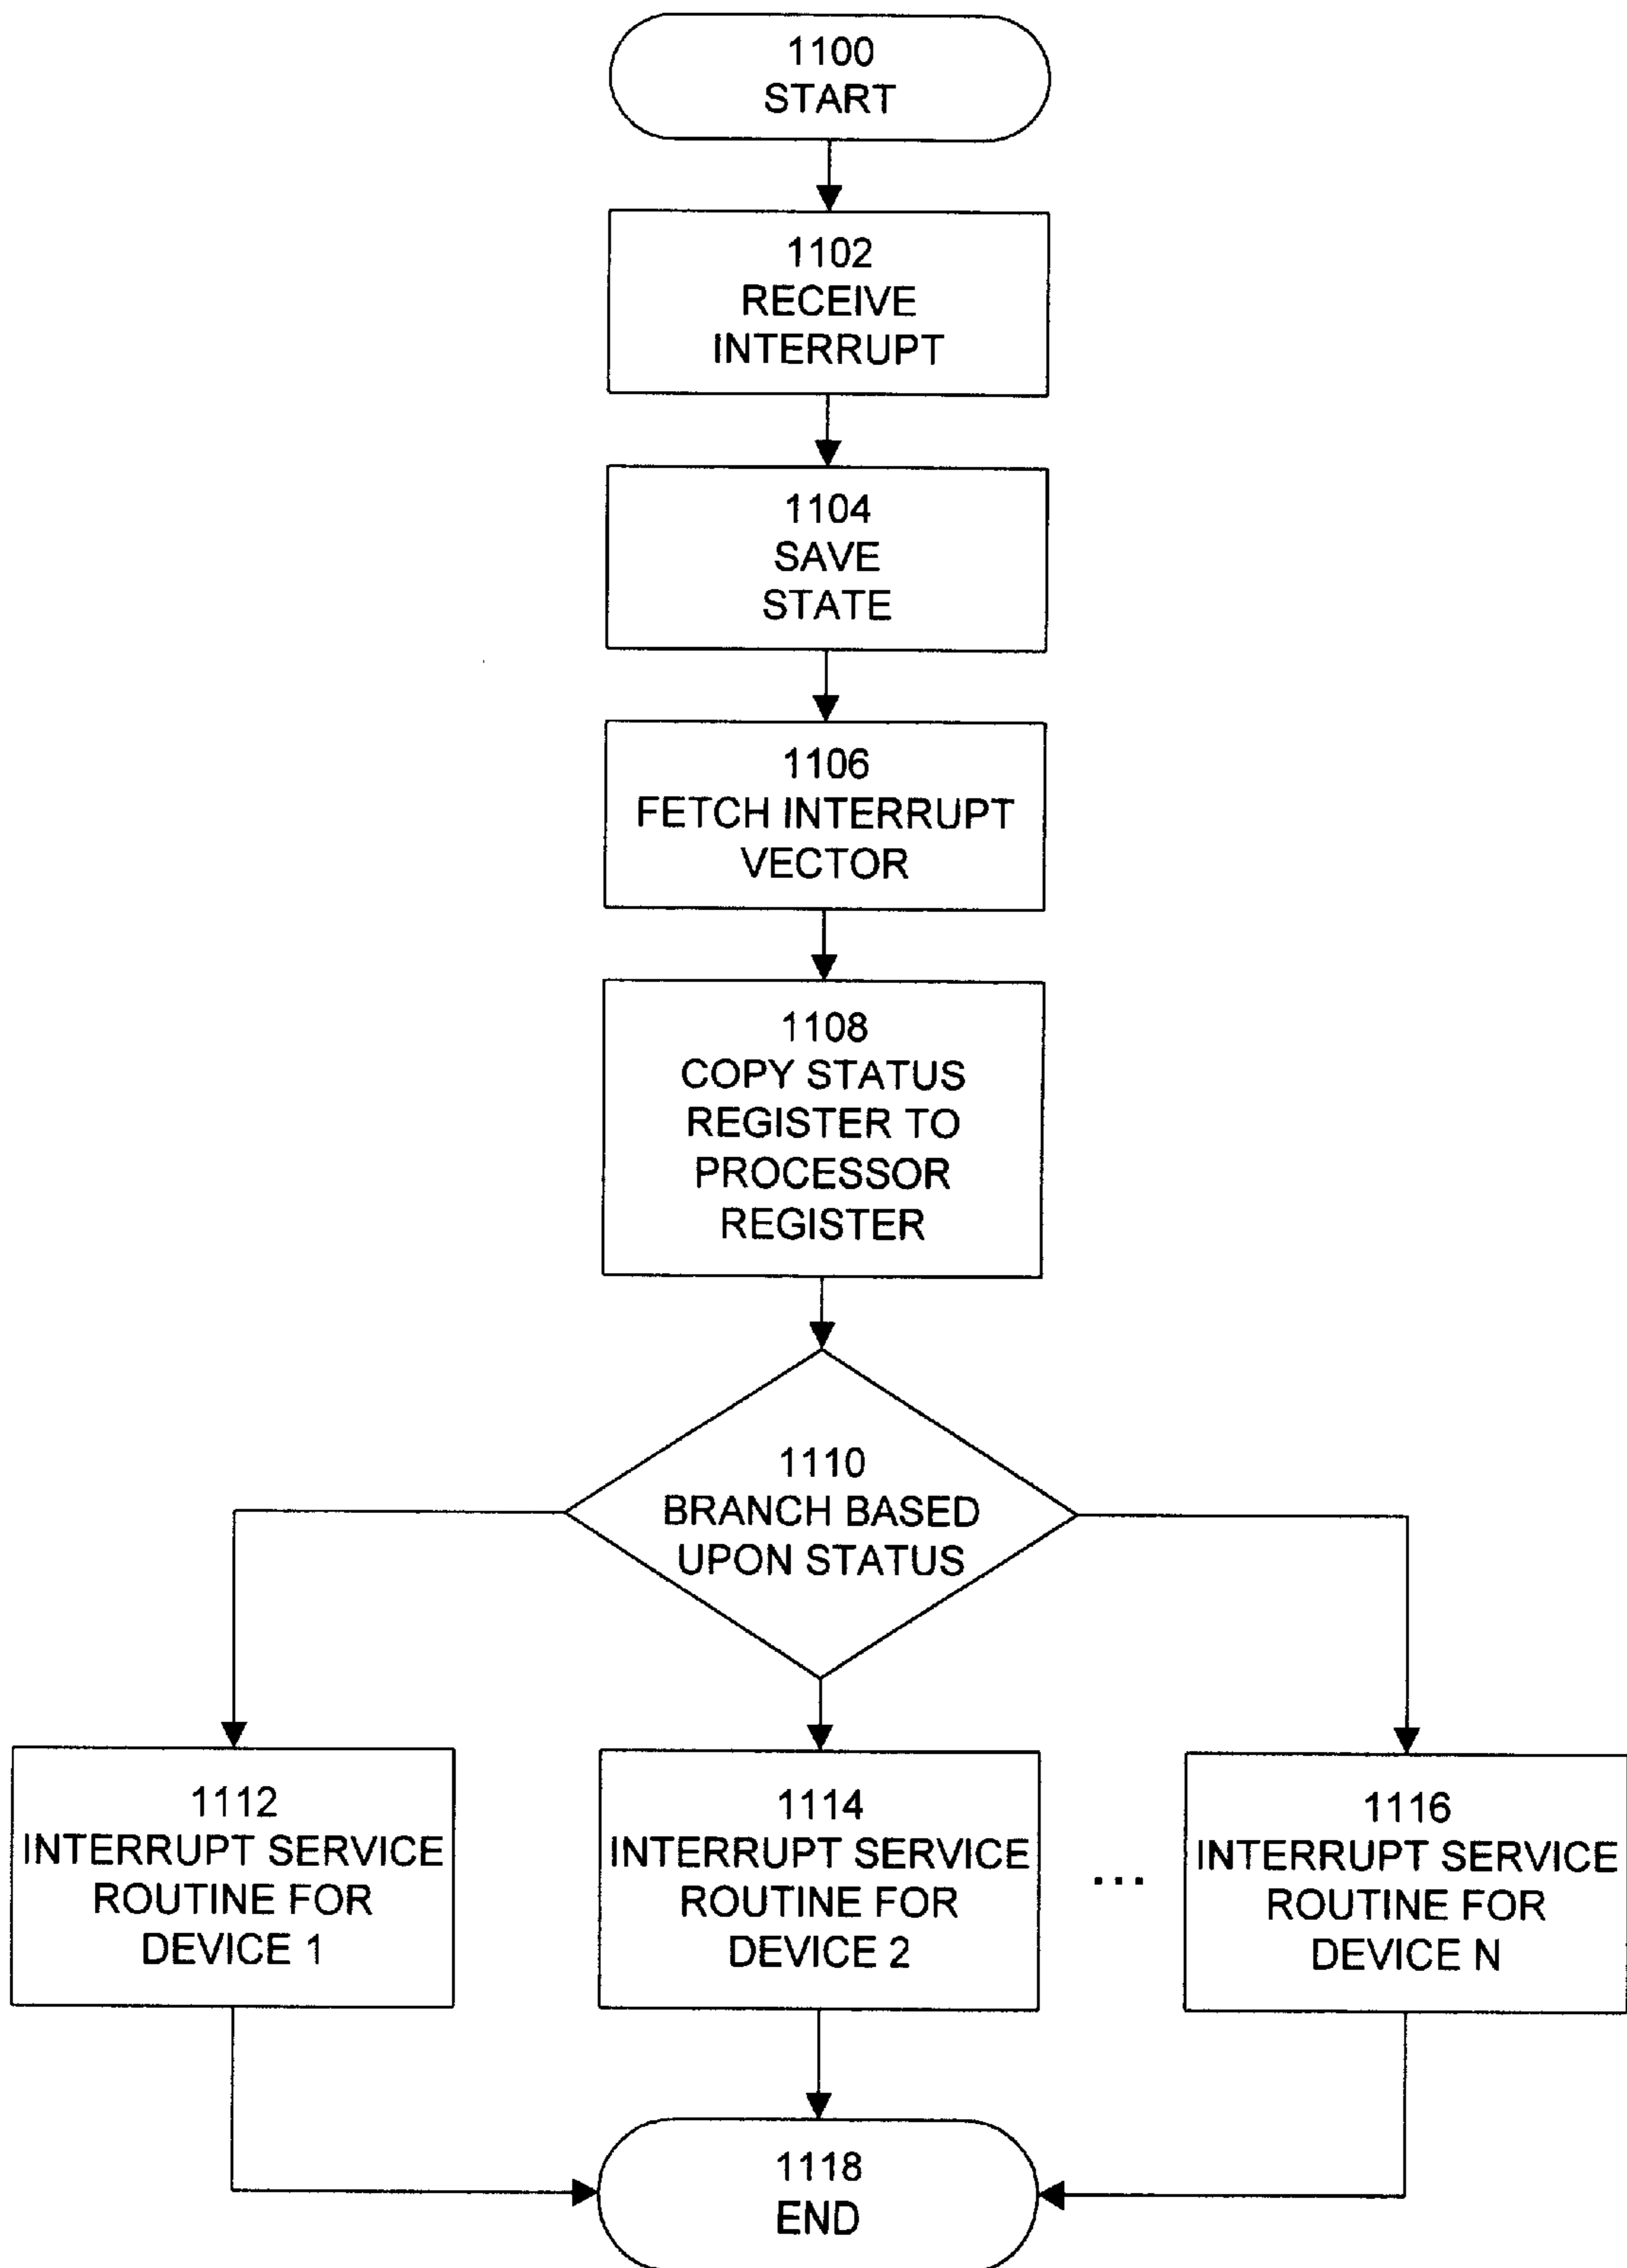 1100
START
1102
RECEIVE
INTERRUPT
1104
SAVE
STATE
1106
FETCH INTERRUPT
VECTOR
1108
COPY STATUS
REGISTER TO
PROCESSOR
REGISTER
1110
BRANCH BASED
UPON STATUS
1112
INTERRUPT SERVICE
ROUTINE FOR
DEVICE 1
1114
INTERRUPT SERVICE
ROUTINE FOR
DEVICE 2
...
1116
INTERRUPT SERVICE
ROUTINE FOR
DEVICE N
1118
END